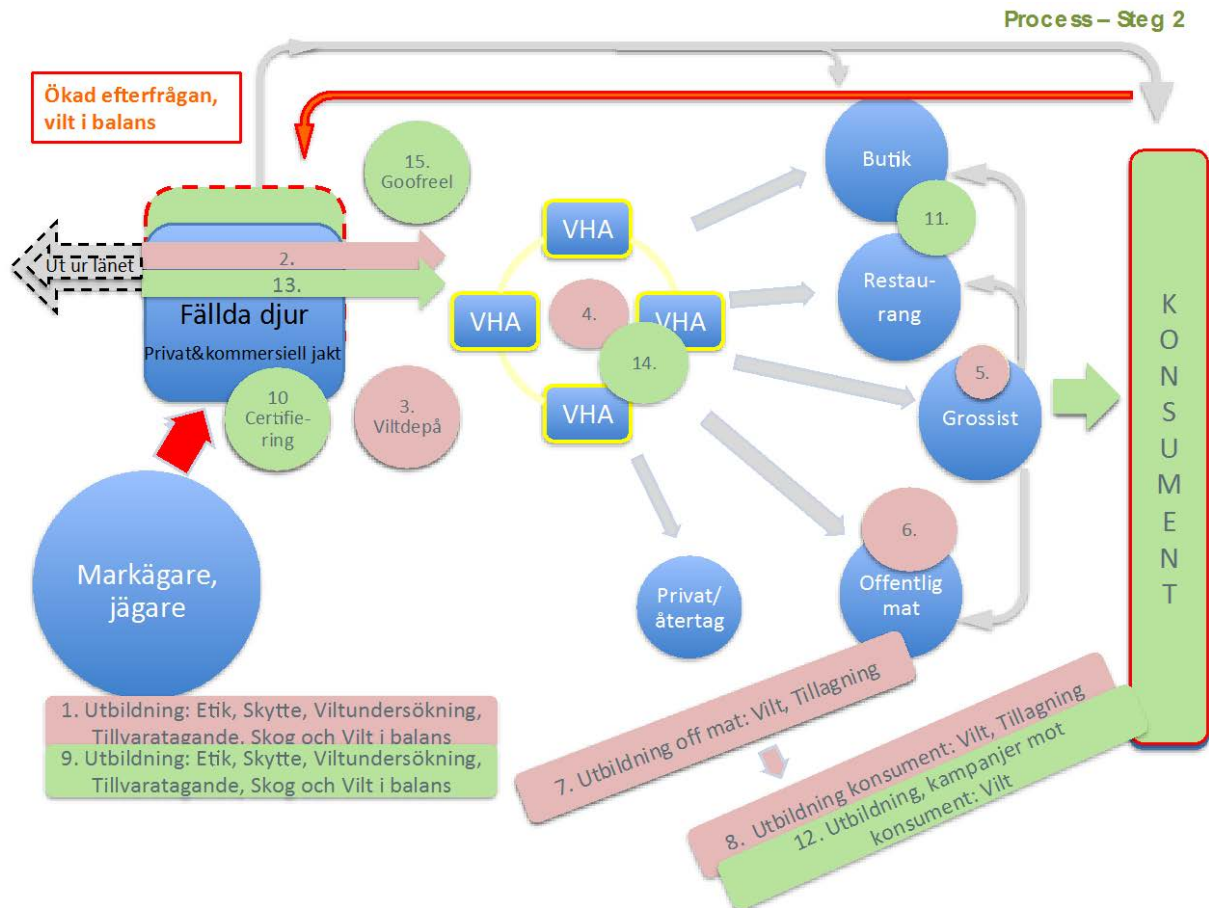 Process – Steg 2
Ökad efterfrågan,
vilt i balans
15.
Goofreel
Butik
11.
Restau-
rang
VHA
VHA
VHA
VHA
4.
14.
Ut ur länet
2.
13.
Fällda djur
Privat&kommersiell jakt
10
Certifie-
ring
3.
Viltdepå
5.
Grossist
Markägare,
jägare
Privat/
återtag
6.
Offentlig
mat
K
O
N
S
U
M
E
N
T
1. Utbildning: Etik, Skytte, Viltundersökning,
Tillvaratagande, Skog och Vilt i balans
9. Utbildning: Etik, Skytte, Viltundersökning,
Tillvaratagande, Skog och Vilt i balans
7. Utbildning off mat: Vilt, Tillagning
8. Utbildning konsument: Vilt, Tillagning
12. Utbildning, kampanjer mot
konsument: Vilt